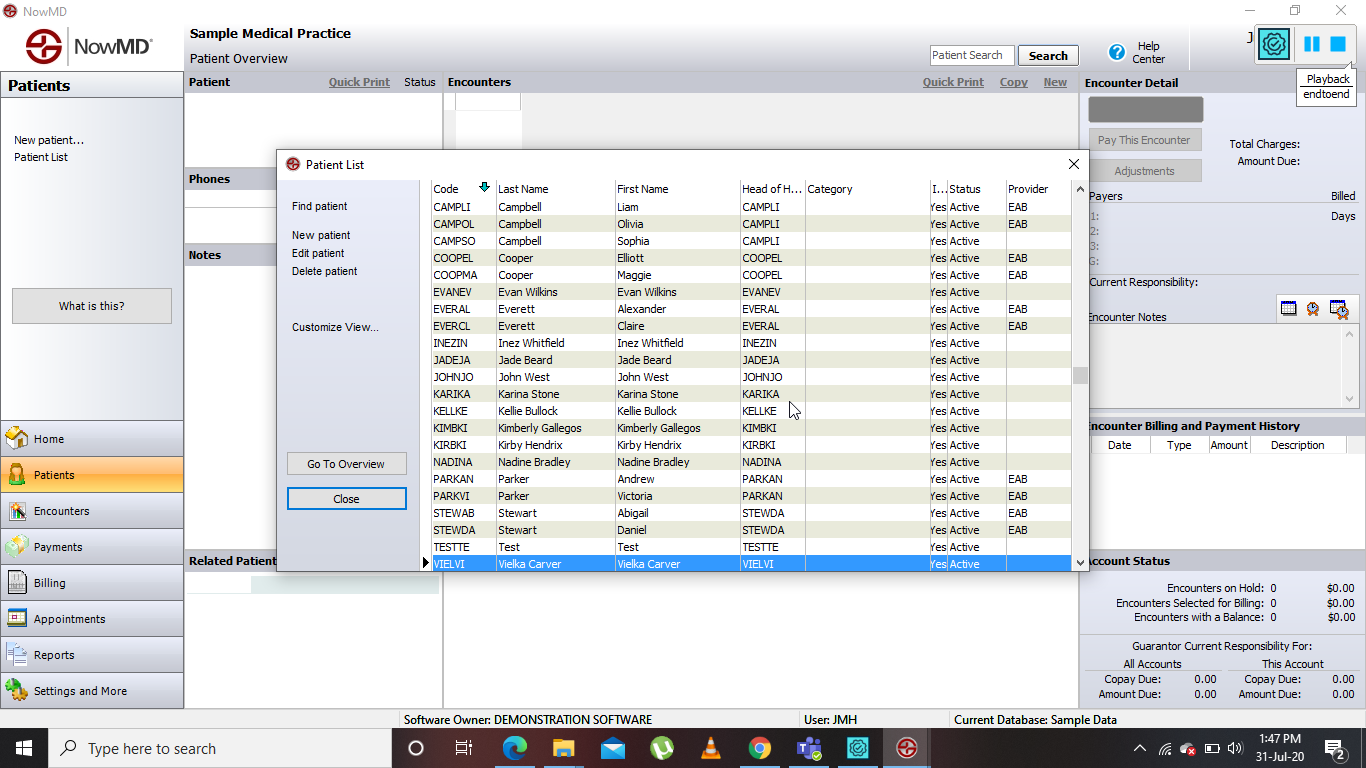 NowMD
NowMD®
Sample Medical Practice
Patient Overview
Patient Search
Search
Help
Center
J
Playback
endtoend
Patients
New patient...
Patient List
What is this?
Home
Patients
Encounters
Payments
Billing
Appointments
Reports
Settings and More
Patient Quick Print Status
Phones
Notes
Related Patient
Encounters Quick Print Copy New
Encounter Detail
Pay This Encounter
Adjustments
Total Charges:
Amount Due:
Payers Billed
1: Days
2:
3:
G:
Current Responsibility:
Encounter Notes
Encounter Billing and Payment History
Date Type Amount Description
Account Status
Encounters on Hold: 0 $0.00
Encounters Selected for Billing: 0 $0.00
Encounters with a Balance: 0 $0.00
Guarantor Current Responsibility For:
All Accounts This Account
Copay Due: 0.00 Copay Due: 0.00
Amount Due: 0.00 Amount Due: 0.00
Patient List
Find patient
New patient
Edit patient
Delete patient
Customize View...
Go To Overview
Close
Code Last Name First Name Head of H... Category I... Status Provider
CAMPLI Campbell Liam CAMPLI Yes Active EAB
CAMPOL Campbell Olivia CAMPLI Yes Active EAB
CAMPSO Campbell Sophia CAMPLI Yes Active
COOPEL Cooper Elliott COOPEL Yes Active EAB
COOPMA Cooper Maggie COOPEL Yes Active EAB
EVANEV Evan Wilkins Evan Wilkins EVANEV Yes Active
EVERAL Everett Alexander EVERAL Yes Active EAB
EVERCL Everett Claire EVERAL Yes Active EAB
INEZIN Inez Whitfield Inez Whitfield INEZIN Yes Active
JADEJA Jade Beard Jade Beard JADEJA Yes Active
JOHNJO John West John West JOHNJO Yes Active
KARIKA Karina Stone Karina Stone KARIKA Yes Active
KELLKE Kellie Bullock Kellie Bullock KELLKE Yes Active
KIMBKI Kimberly Gallegos Kimberly Gallegos KIMBKI Yes Active
KIRBKI Kirby Hendrix Kirby Hendrix KIRBKI Yes Active
NADINA Nadine Bradley Nadine Bradley NADINA Yes Active
PARKAN Parker Andrew PARKAN Yes Active EAB
PARKVI Parker Victoria PARKAN Yes Active EAB
STEWAB Stewart Abigail STEWDA Yes Active EAB
STEWDA Stewart Daniel STEWDA Yes Active EAB
TESTTE Test Test TESTTE Yes Active
VIELVI Vielka Carver Vielka Carver VIELVI Yes Active
Software Owner: DEMONSTRATION SOFTWARE User: JMH Current Database: Sample Data
Type here to search
1:47 PM
31-Jul-20
2